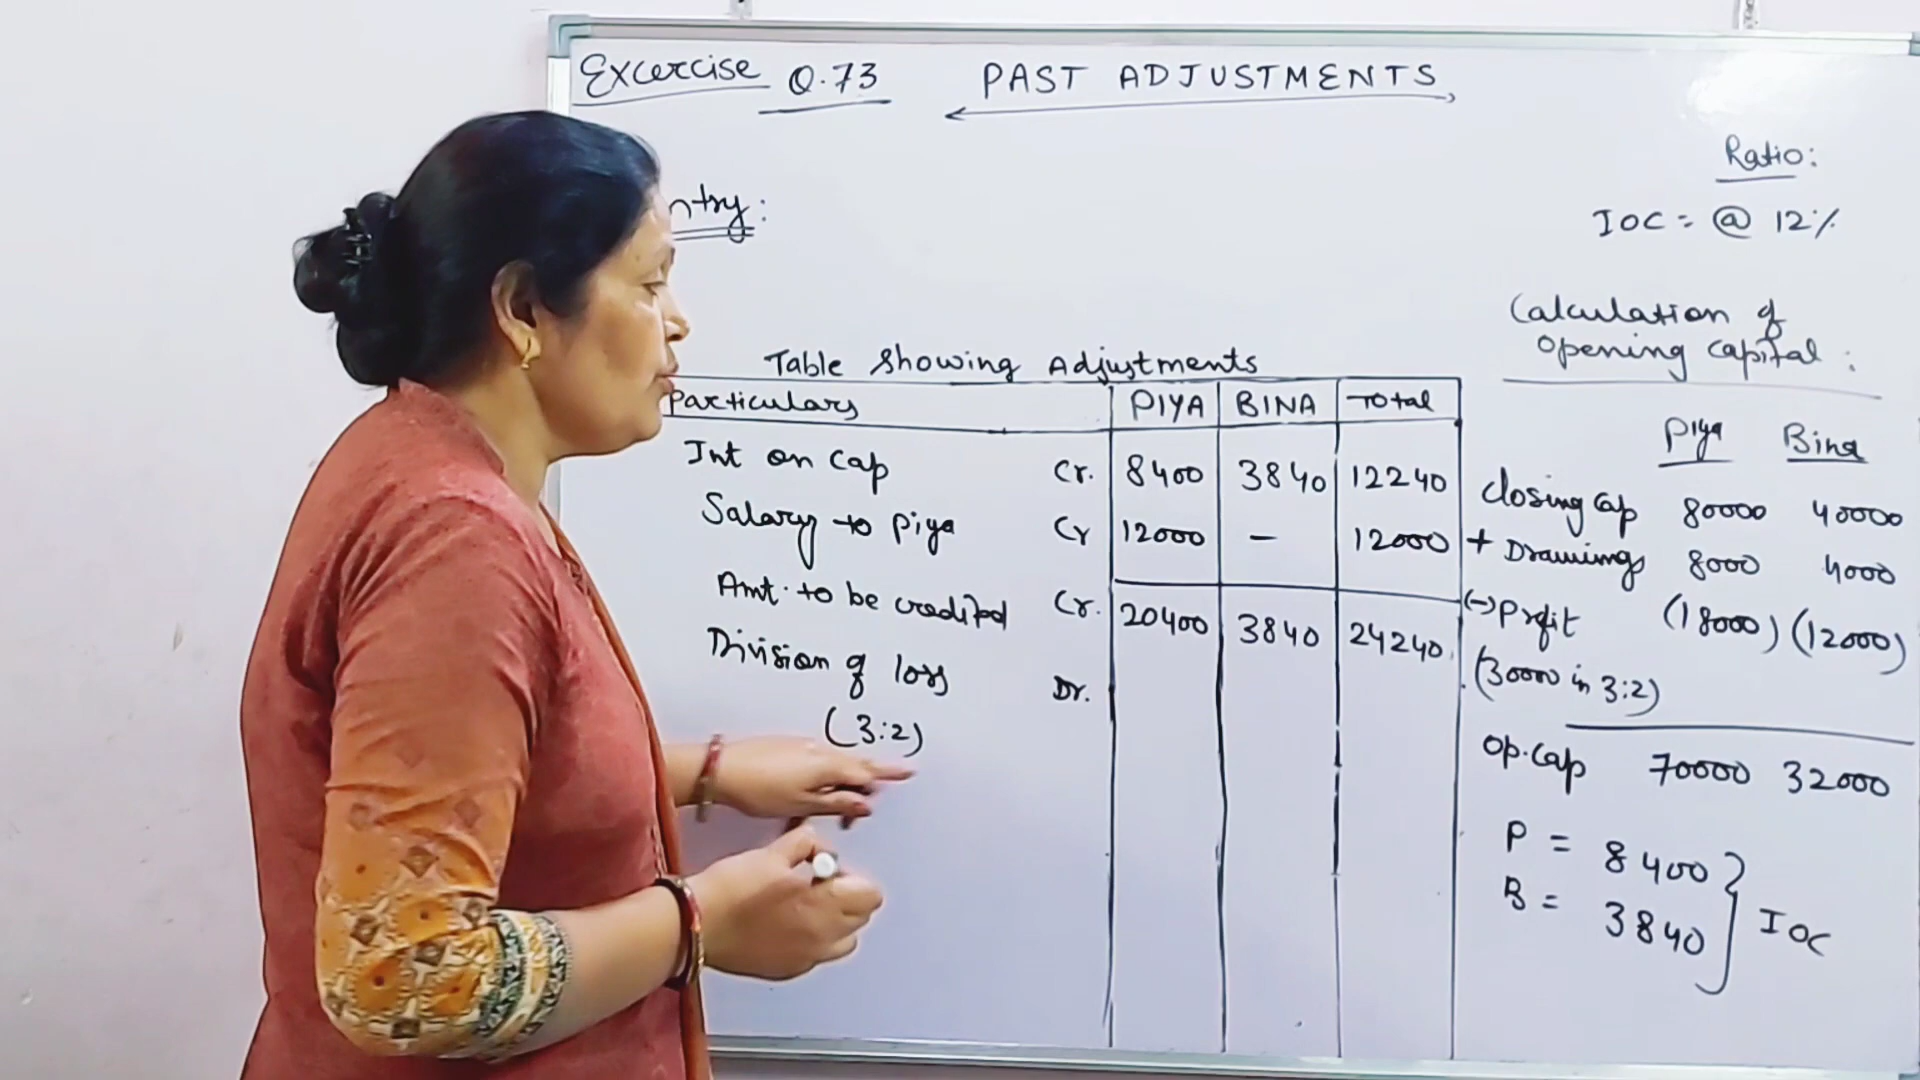 Excercise Q.73 PAST ADJUSTMENTS
ntry:
Table Showing Adjustments
Particulars PIYA BINA Total
Int on Cap Cr. 8400 3840 12240
Salary to Piya Cr 12000 — 12000
Amt. to be credited Cr. 20400 3840 24240
Division of loss Dr.
(3:2)
Ratio:
IOC = @ 12%
Calculation of
Opening Capital:
Piya Bina
Closing Cap 80000 40000
+ Drawings 8000 4000
(-) Profit (18000) (12000)
(30000 in 3:2)
Op. Cap 70000 32000
P = 8400
B = 3840
IOC